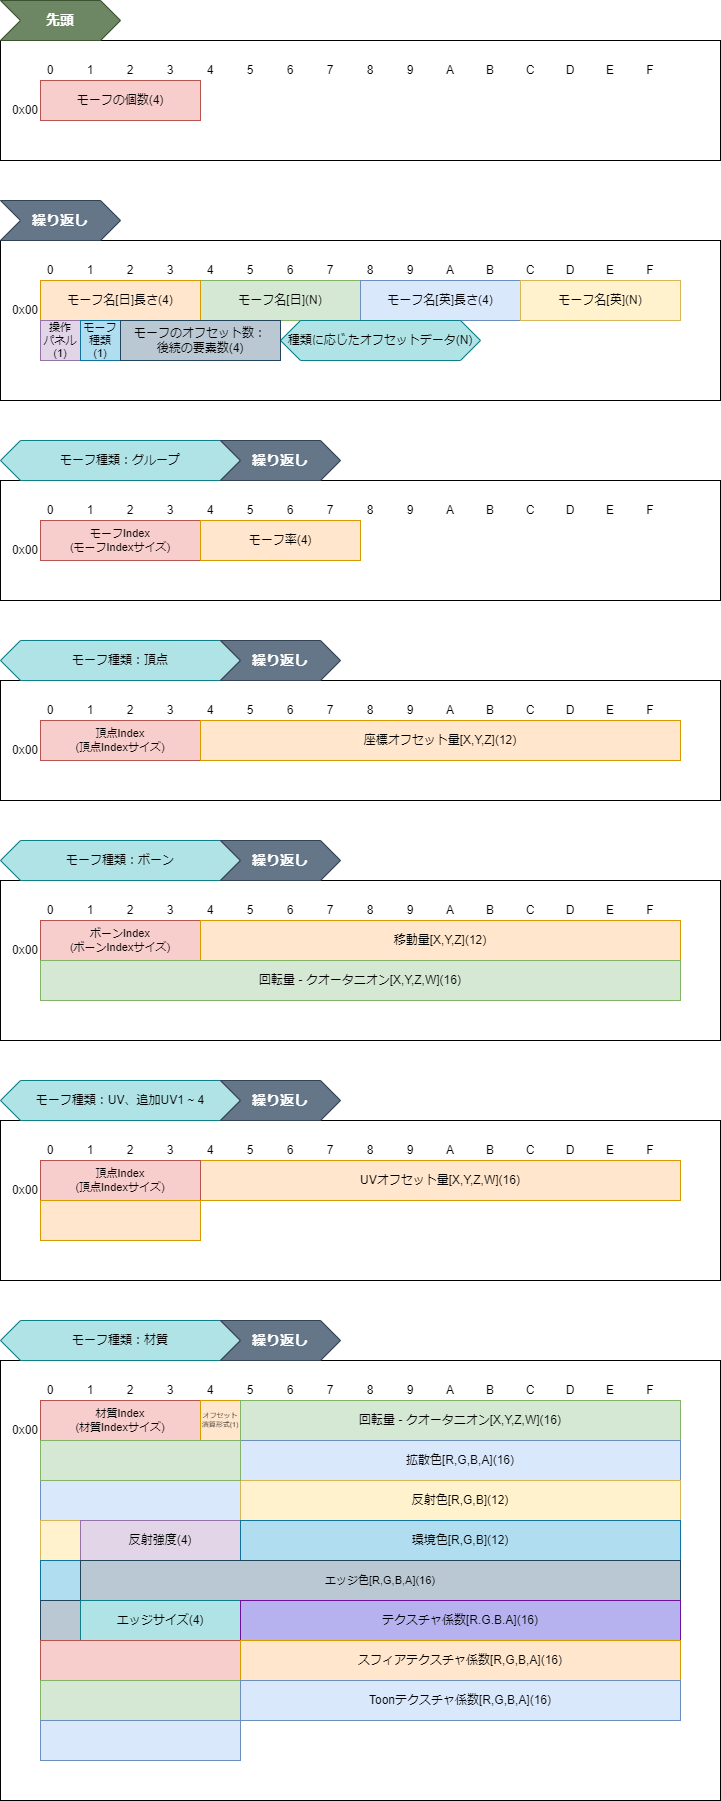 先頭
0 1 2 3 4 5 6 7 8 9 A B C D E F
0x00 モーフの個数(4)
繰り返し
0 1 2 3 4 5 6 7 8 9 A B C D E F
0x00 モーフ名[日]長さ(4) モーフ名[日](N) モーフ名[英]長さ(4) モーフ名[英](N)
操作
パネル
(1)
モーフ
種類
(1)
モーフのオフセット数：
後続の要素数(4)
種類に応じたオフセットデータ(N)
モーフ種類：グループ 繰り返し
0 1 2 3 4 5 6 7 8 9 A B C D E F
0x00
モーフIndex
(モーフIndexサイズ)
モーフ率(4)
モーフ種類：頂点 繰り返し
0 1 2 3 4 5 6 7 8 9 A B C D E F
0x00
頂点Index
(頂点Indexサイズ)
座標オフセット量[X,Y,Z](12)
モーフ種類：ボーン 繰り返し
0 1 2 3 4 5 6 7 8 9 A B C D E F
0x00
ボーンIndex
(ボーンIndexサイズ)
移動量[X,Y,Z](12)
回転量 - クオータニオン[X,Y,Z,W](16)
モーフ種類：UV、追加UV1 ~ 4 繰り返し
0 1 2 3 4 5 6 7 8 9 A B C D E F
0x00
頂点Index
(頂点Indexサイズ)
UVオフセット量[X,Y,Z,W](16)
モーフ種類：材質 繰り返し
0 1 2 3 4 5 6 7 8 9 A B C D E F
0x00
材質Index
(材質Indexサイズ)
オフセット
演算形式(1)
回転量 - クオータニオン[X,Y,Z,W](16)
拡散色[R,G,B,A](16)
反射色[R,G,B](12)
反射強度(4) 環境色[R,G,B](12)
エッジ色[R,G,B,A](16)
エッジサイズ(4) テクスチャ係数[R.G.B.A](16)
スフィアテクスチャ係数[R,G,B,A](16)
Toonテクスチャ係数[R,G,B,A](16)